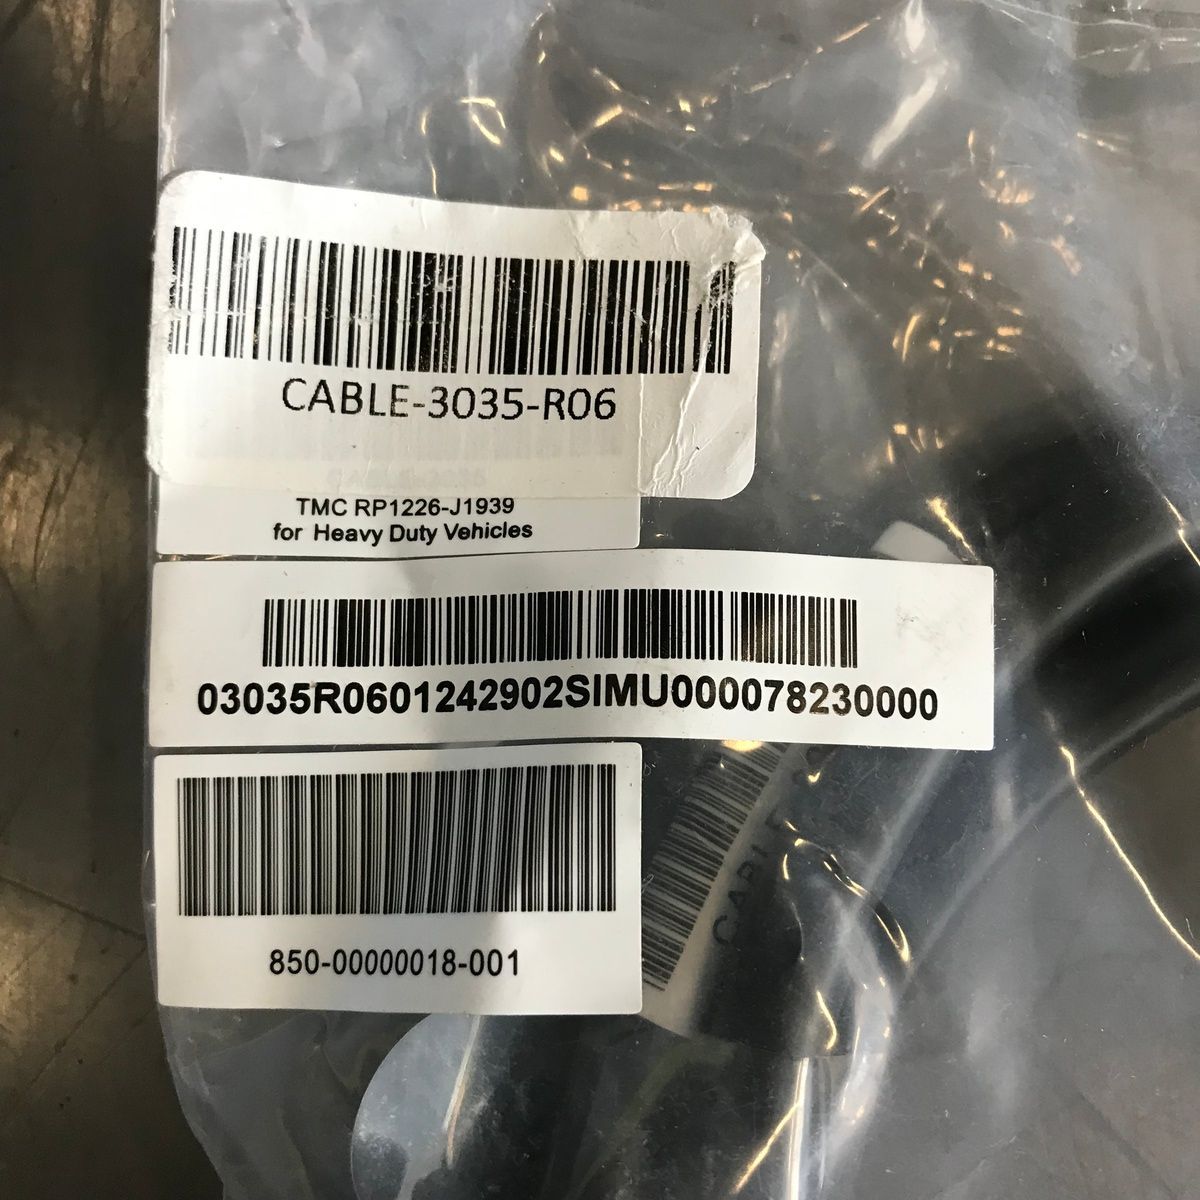 CABLE-3035-R06
TMC RP1226-J1939
for Heavy Duty Vehicles
03035R0601242902SIMU000078230000
850-00000018-001